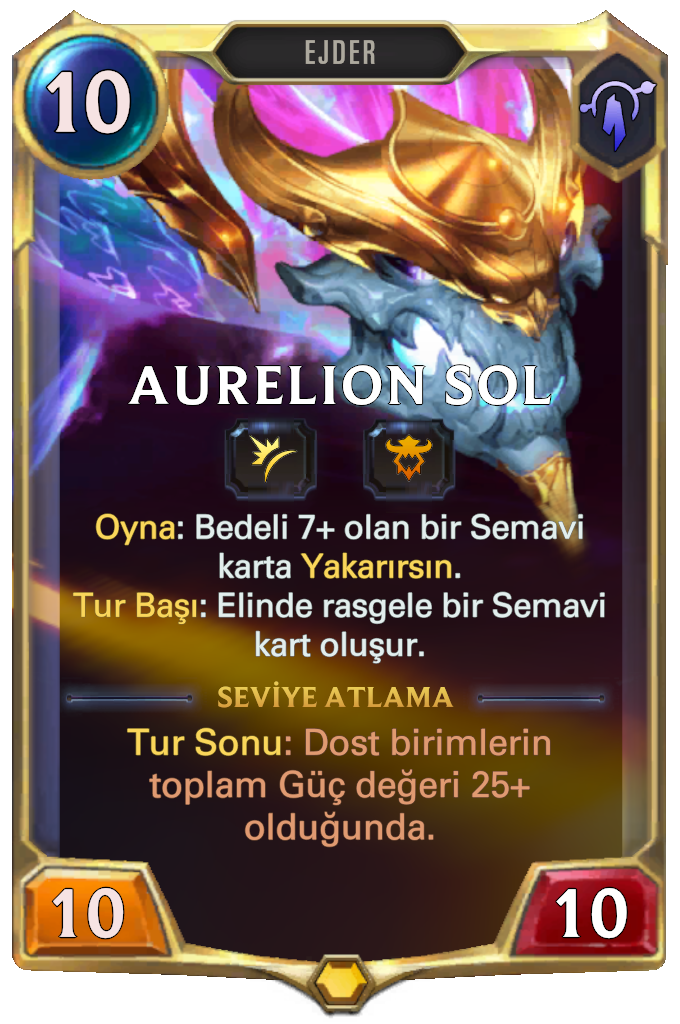 EJDER
10
AURELION SOL
Oyna: Bedeli 7+ olan bir Semavi
karta Yakarırsın.
Tur Başı: Elinde rasgele bir Semavi
kart oluşur.
SEVİYE ATLAMA
Tur Sonu: Dost birimlerin
toplam Güç değeri 25+
olduğunda.
10
10